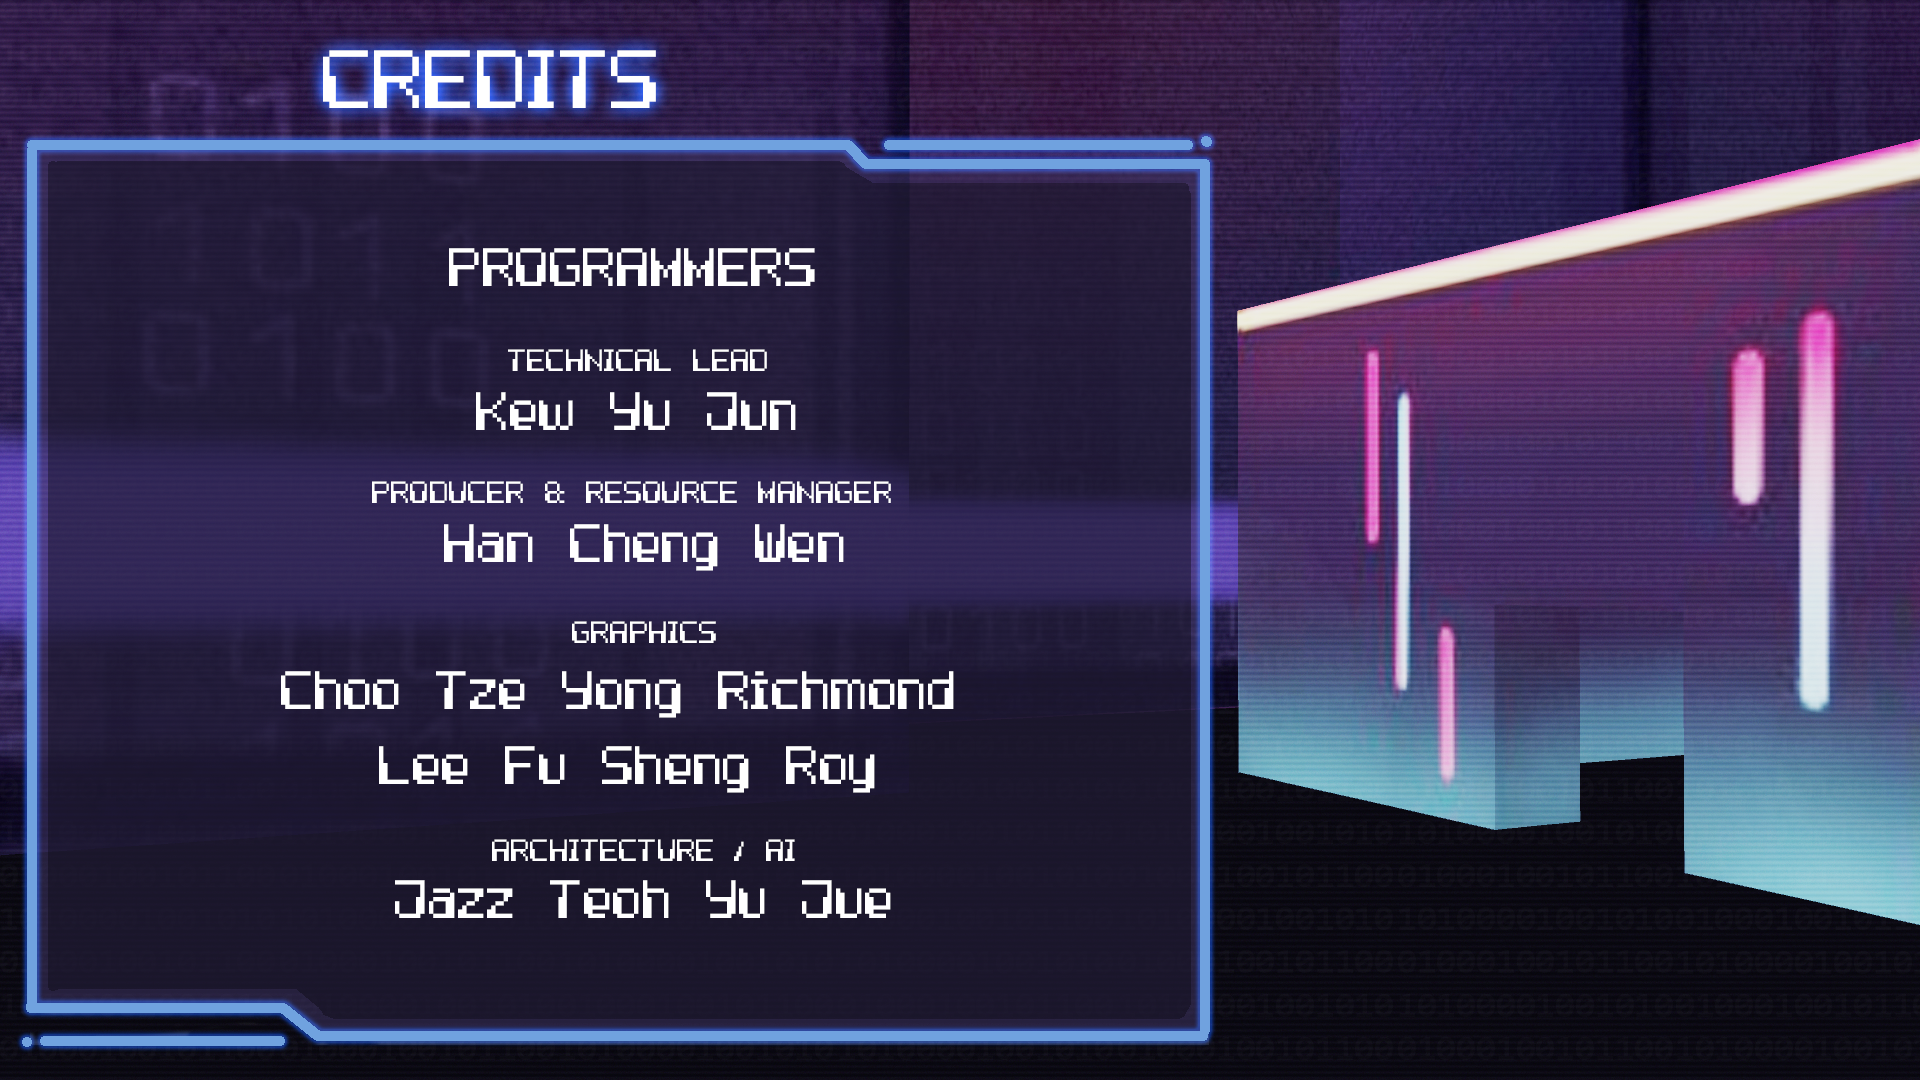 CREDITS
PROGRAMMERS
TECHNICAL LEAD
Kew Yu Jun
PRODUCER & RESOURCE MANAGER
Han Cheng Wen
GRAPHICS
Choo Tze Yong Richmond
Lee Fu Sheng Roy
ARCHITECTURE / AI
Jazz Teoh Yu Jue